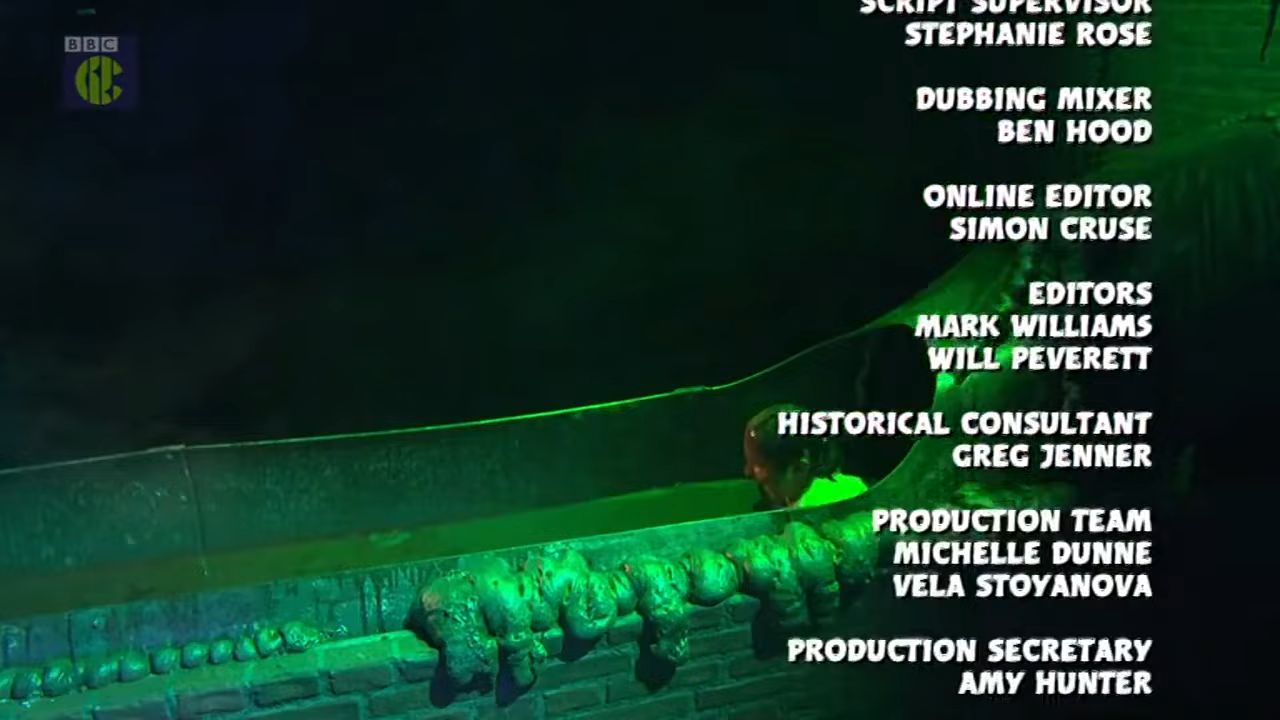 BBC
SCRIPT SUPERVISOR
STEPHANIE ROSE
DUBBING MIXER
BEN HOOD
ONLINE EDITOR
SIMON CRUSE
EDITORS
MARK WILLIAMS
WILL PEVERETT
HISTORICAL CONSULTANT
GREG JENNER
PRODUCTION TEAM
MICHELLE DUNNE
VELA STOYANOVA
PRODUCTION SECRETARY
AMY HUNTER